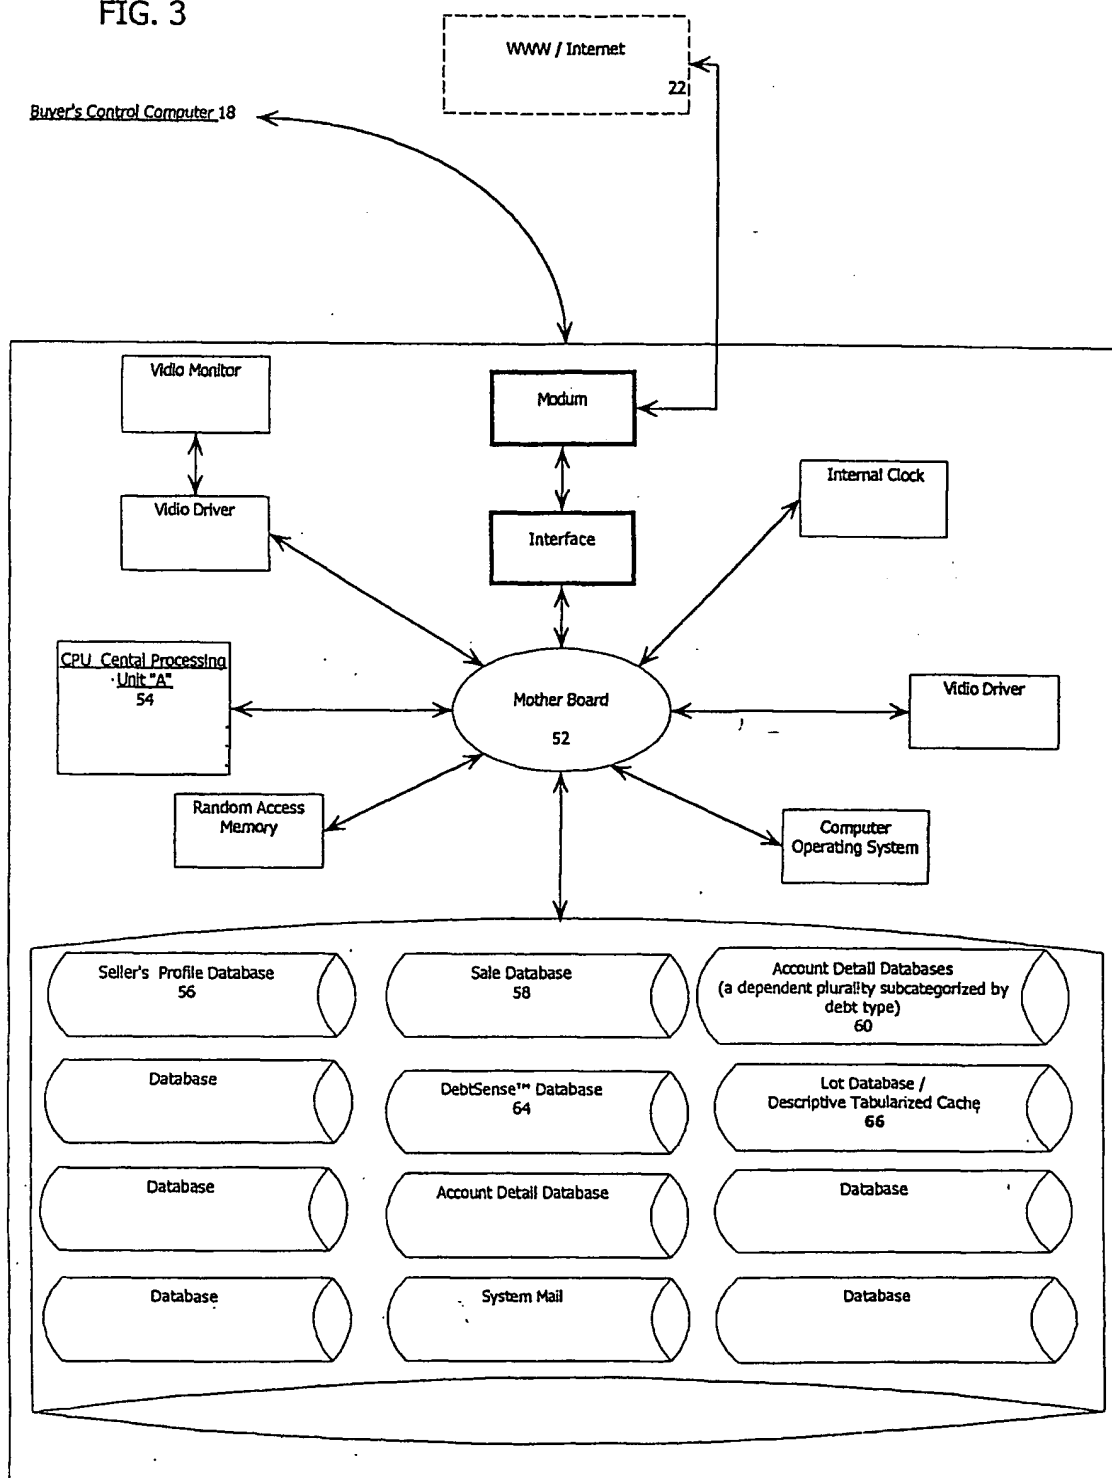 FIG. 3
WWW / Internet
22
Buyer's Control Computer 18
Vidio Monitor
Modum
Internal Clock
Vidio Driver
Interface
CPU Cental Processing
Unit "A"
54
Mother Board
52
Vidio Driver
Random Access
Memory
Computer
Operating System
Seller's Profile Database
56
Sale Database
58
Account Detail Databases
(a dependent plurality subcategorized by
debt type)
60
Database
DebtSense™ Database
64
Lot Database /
Descriptive Tabularized Cache
66
Database
Account Detail Database
Database
Database
System Mail
Database